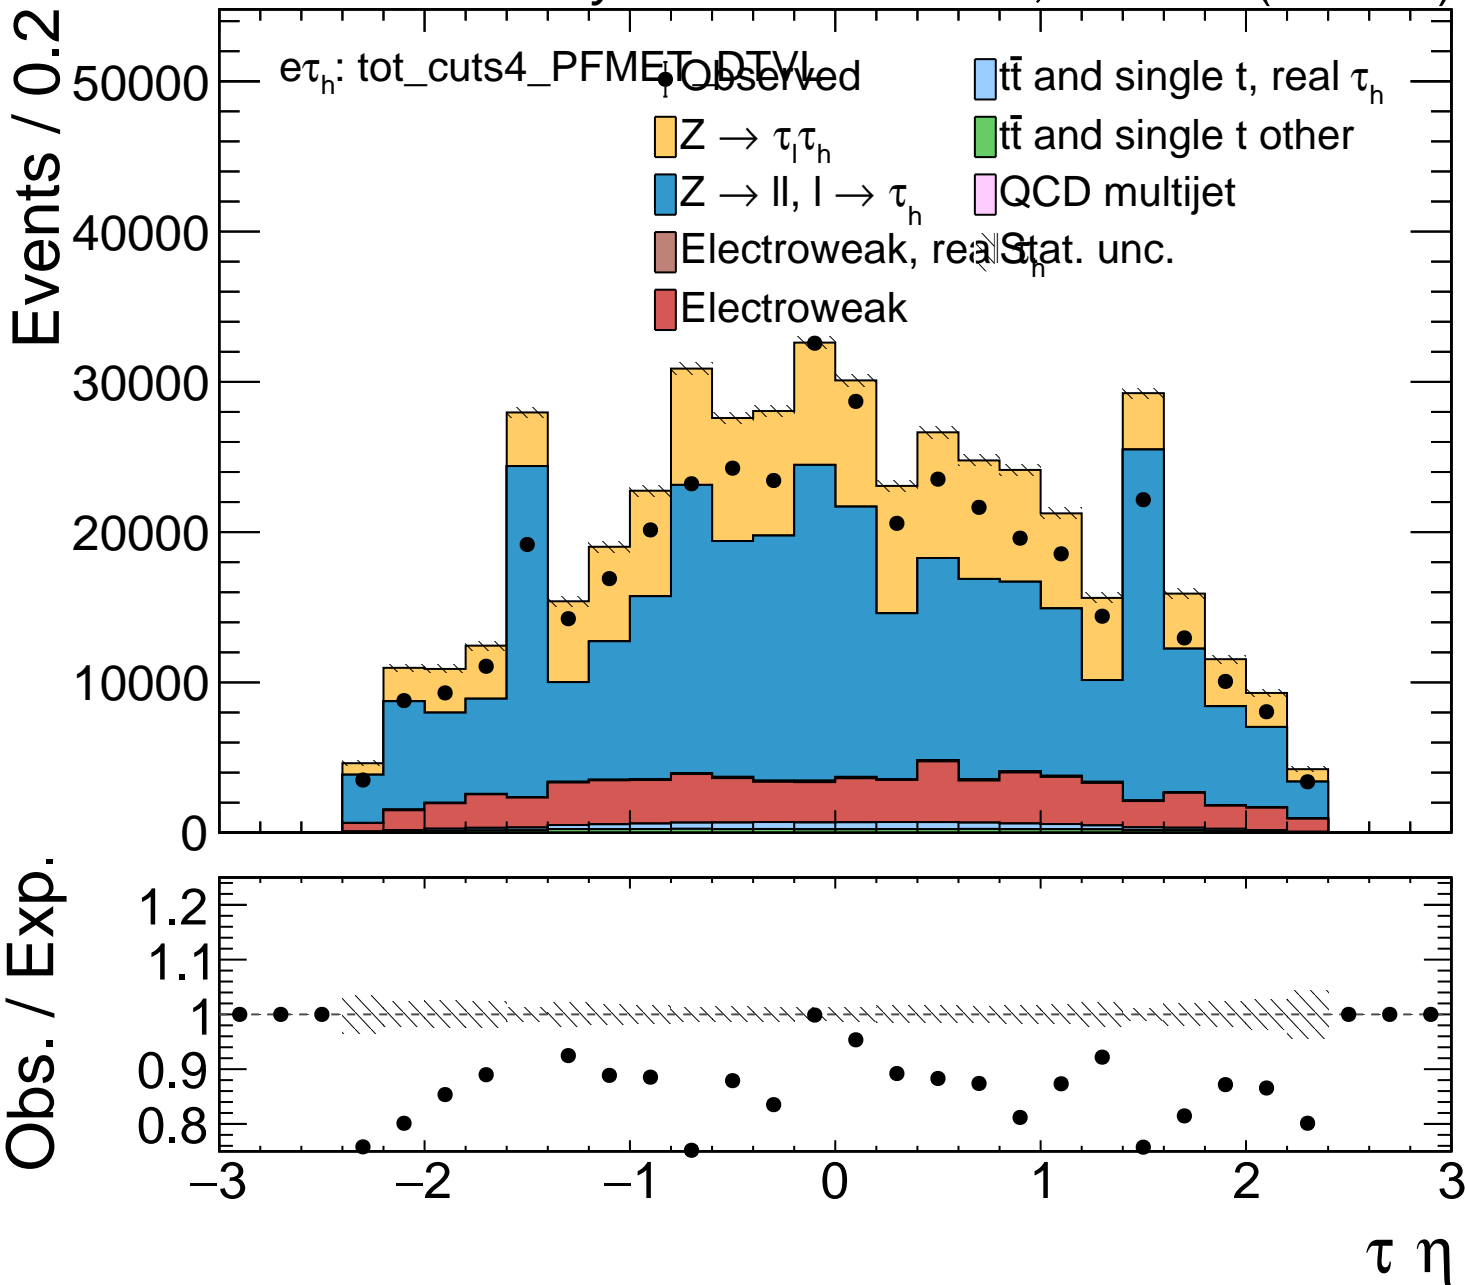 eτh: tot_cuts4_PFMET_DTVL
Observed
Z → τlτh
Z → ll, l → τh
Electroweak, real τh
Electroweak
tt̄ and single t, real τh
tt̄ and single t other
QCD multijet
Stat. unc.
Events / 0.2
50000
40000
30000
20000
10000
0
Obs. / Exp.
1.2
1.1
1
0.9
0.8
−3
−2
−1
0
1
2
3
τ η